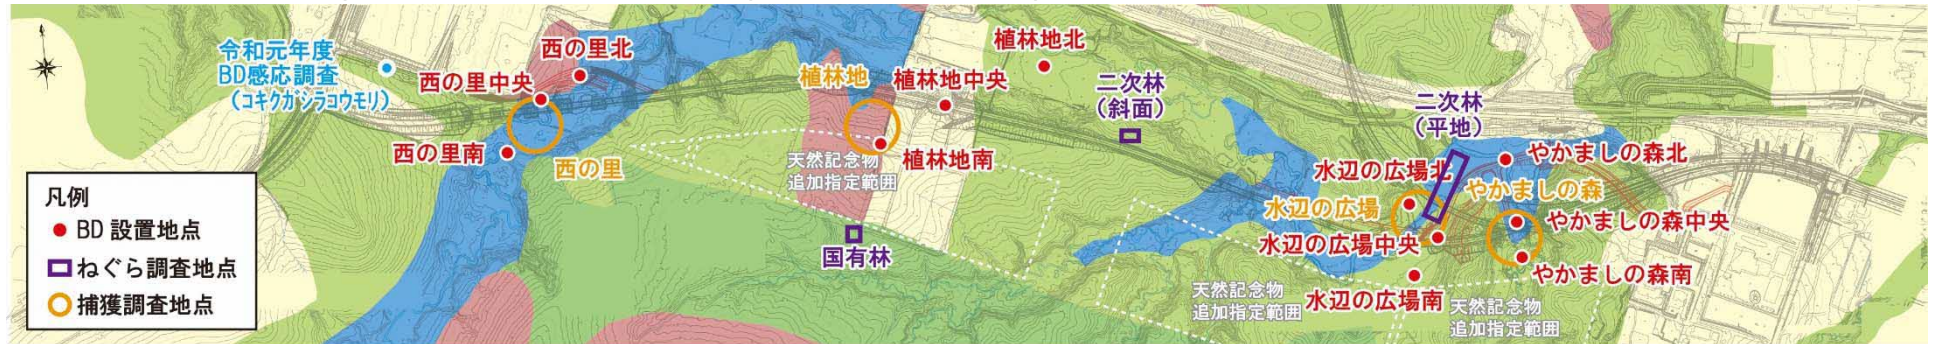 令和元年度
BD感応調査
(コキクガシラコウモリ)
西の里北
西の里中央
西の里南
西の里
植林地
植林地中央
植林地北
植林地南
天然記念物
追加指定範囲
国有林
二次林
(斜面)
二次林
(平地)
水辺の広場北
水辺の広場
水辺の広場中央
水辺の広場南
やかましの森北
やかましの森
やかましの森中央
やかましの森南
天然記念物
追加指定範囲
天然記念物
追加指定範囲
凡例
BD 設置地点
ねぐら調査地点
捕獲調査地点